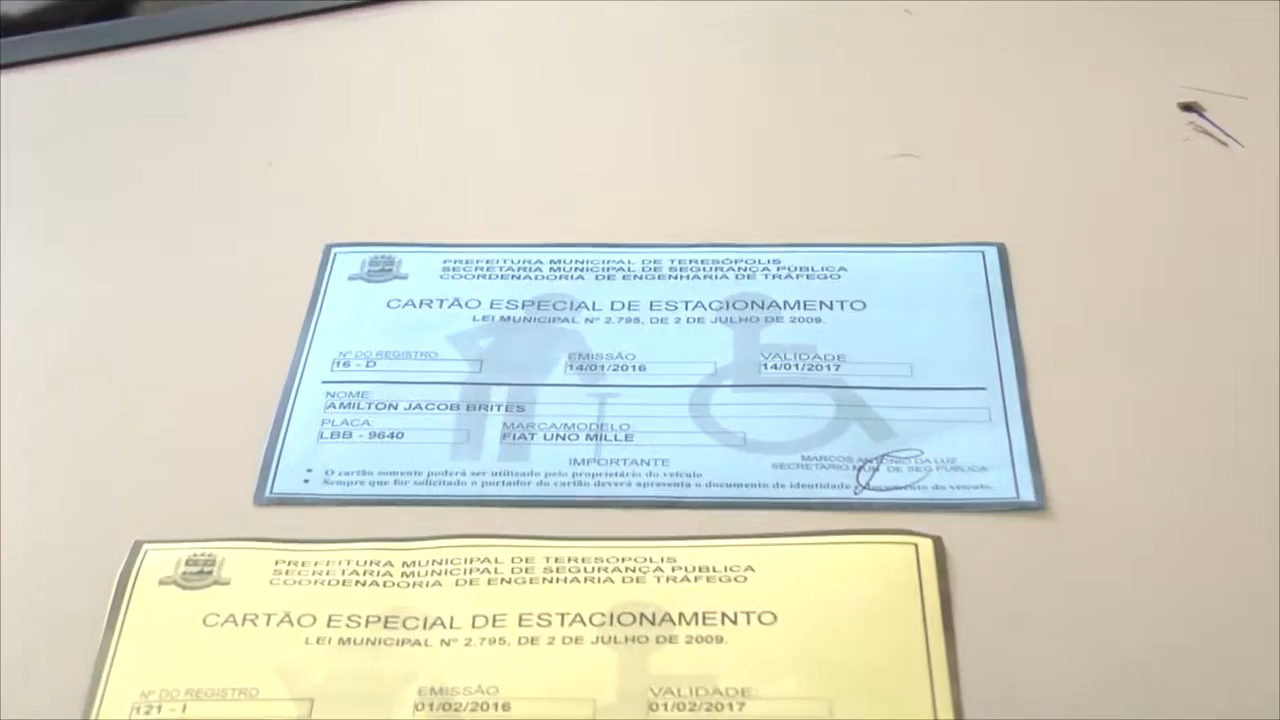 PREFEITURA MUNICIPAL DE TERESÓPOLIS
SECRETARIA MUNICIPAL DE SEGURANÇA PÚBLICA
COORDENADORIA DE ENGENHARIA DE TRÁFEGO
CARTÃO ESPECIAL DE ESTACIONAMENTO
LEI MUNICIPAL Nº 2.795, DE 2 DE JULHO DE 2009.
Nº DO REGISTRO EMISSÃO VALIDADE
16 - D 14/01/2016 14/01/2017
NOME:
AMILTON JACOB BRITES
PLACA: MARCA/MODELO:
LBB - 9640 FIAT UNO MILLE
IMPORTANTE
MARCOS ANTONIO DA LUZ
SECRETARIO MUN DE SEG PUBLICA
• O cartão somente poderá ser utilizado pelo proprietário do veículo
• Sempre que for solicitado o portador do cartão deverá apresenta o documento de identidade e documento do veículo.
PREFEITURA MUNICIPAL DE TERESÓPOLIS
SECRETARIA MUNICIPAL DE SEGURANÇA PÚBLICA
COORDENADORIA DE ENGENHARIA DE TRÁFEGO
CARTÃO ESPECIAL DE ESTACIONAMENTO
LEI MUNICIPAL Nº 2.795, DE 2 DE JULHO DE 2009.
Nº DO REGISTRO EMISSÃO VALIDADE:
121 - I 01/02/2016 01/02/2017